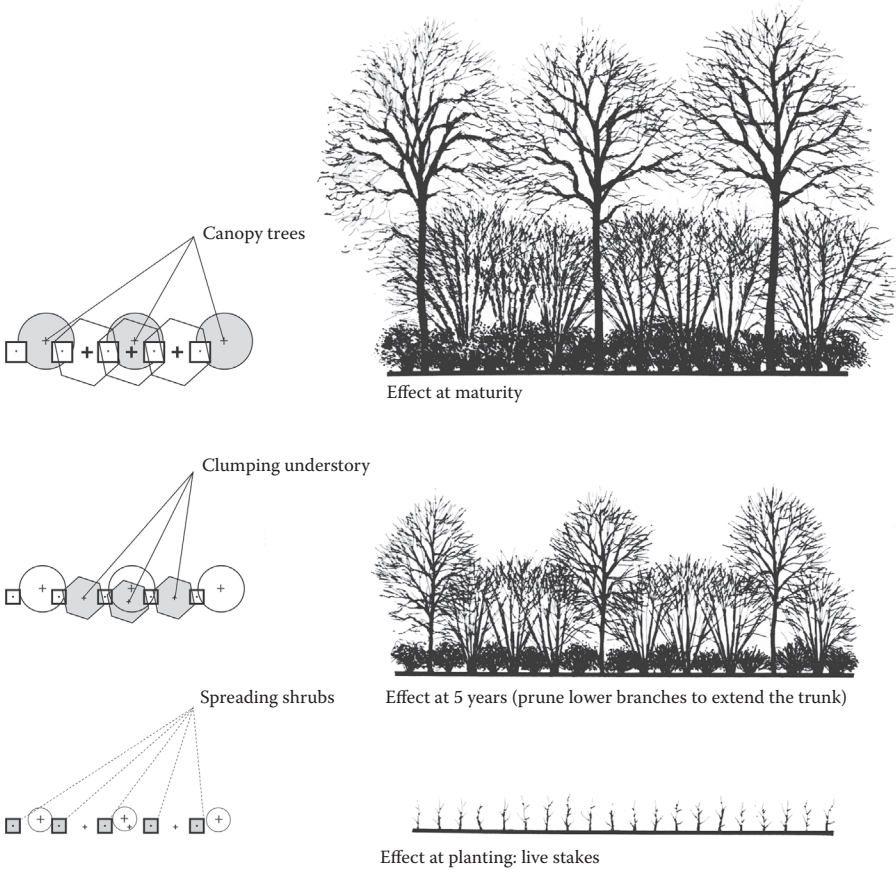 Canopy trees
Effect at maturity
Clumping understory
Spreading shrubs
Effect at 5 years (prune lower branches to extend the trunk)
Effect at planting: live stakes